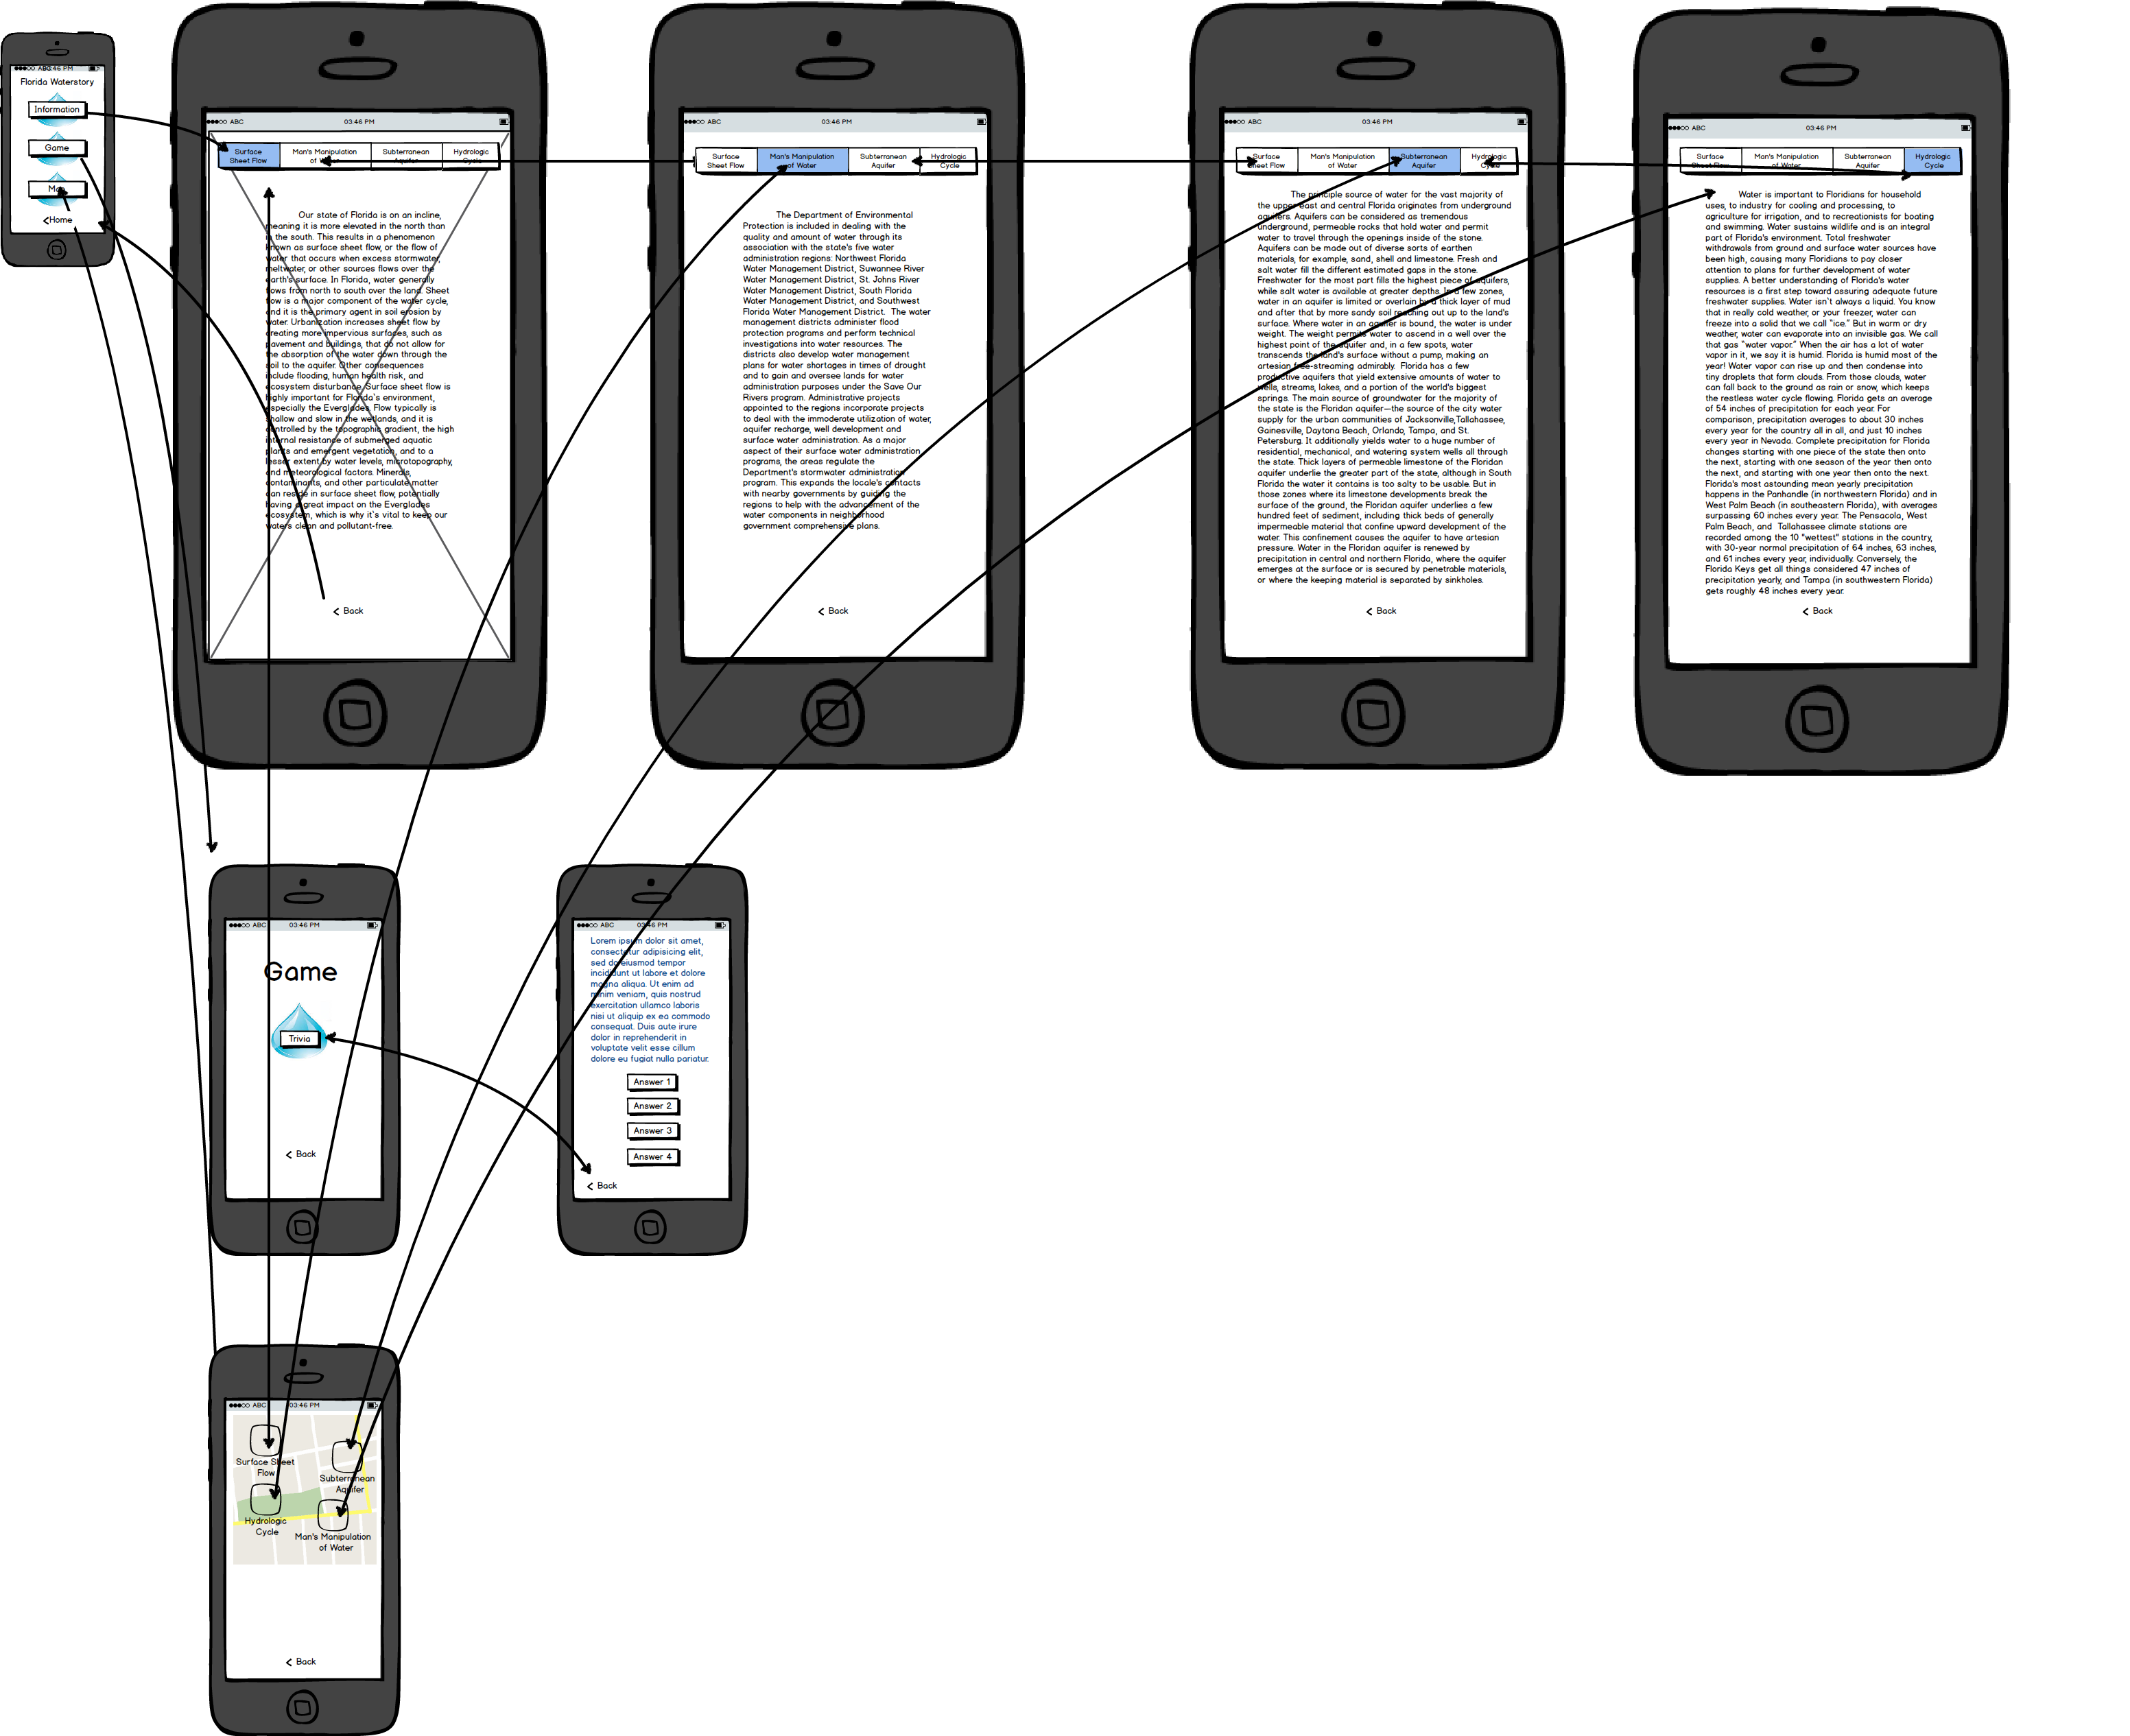 ABC 03:46 PM
Florida Waterstory
Information
Game
Map
<Home
ABC 03:46 PM
Surface Sheet Flow
Man's Manipulation of Water
Subterranean Aquifer
Hydrologic Cycle
Our state of Florida is on an incline,
meaning it is more elevated in the north than
in the south. This results in a phenomenon
known as surface sheet flow, or the flow of
water that occurs when excess stormwater,
meltwater, or other sources flows over the
earth's surface. In Florida, water generally
flows from north to south over the land. Sheet
flow is a major component of the water cycle,
and it is the primary agent in soil erosion by
water. Urbanization increases sheet flow by
creating more impervious surfaces, such as
pavement and buildings, that do not allow for
the absorption of the water down through the
soil to the aquifer. Other consequences
include flooding, human health risk, and
ecosystem disturbance. Surface sheet flow is
highly important for Florida`s environment,
especially the Everglades. Flow typically is
shallow and slow in the wetlands, and it is
controlled by the topographic gradient, the high
internal resistance of submerged aquatic
plants and emergent vegetation, and to a
lesser extent by water levels, microtopography,
and meteorological factors. Minerals,
contaminants, and other particulate matter
can reside in surface sheet flow, potentially
having a great impact on the Everglades
ecosystem, which is why it`s vital to keep our
waters clean and pollutant-free.
< Back
ABC 03:46 PM
Surface Sheet Flow
Man's Manipulation of Water
Subterranean Aquifer
Hydrologic Cycle
The Department of Environmental
Protection is included in dealing with the
quality and amount of water through its
association with the state's five water
administration regions: Northwest Florida
Water Management District, Suwannee River
Water Management District, St. Johns River
Water Management District, South Florida
Water Management District, and Southwest
Florida Water Management District. The water
management districts administer flood
protection programs and perform technical
investigations into water resources. The
districts also develop water management
plans for water shortages in times of drought
and to gain and oversee lands for water
administration purposes under the Save Our
Rivers program. Administrative projects
appointed to the regions incorporate projects
to deal with the immoderate utilization of water,
aquifer recharge, well development and
surface water administration. As a major
aspect of their surface water administration
programs, the areas regulate the
Department's stormwater administration
program. This expands the locale's contacts
with nearby governments by guiding the
regions to help with the advancement of the
water components in neighborhood
government comprehensive plans.
< Back
ABC 03:46 PM
Surface Sheet Flow
Man's Manipulation of Water
Subterranean Aquifer
Hydrologic Cycle
The principle source of water for the vast majority of
the upper east and central Florida originates from underground
aquifers. Aquifers can be considered as tremendous
underground, permeable rocks that hold water and permit
water to travel through the openings inside of the stone.
Aquifers can be made out of diverse sorts of earthen
materials, for example, sand, shell and limestone. Fresh and
salt water fill the different estimated gaps in the stone.
Freshwater for the most part fills the highest piece of aquifers,
while salt water is available at greater depths. In a few zones,
water in an aquifer is limited or overlain by a thick layer of mud
and after that by more sandy soil reaching out up to the land's
surface. Where water in an aquifer is bound, the water is under
weight. The weight permits water to ascend in a well over the
highest point of the aquifer and, in a few spots, water
transcends the land's surface without a pump, making an
artesian free-streaming admirably. Florida has a few
productive aquifers that yield extensive amounts of water to
wells, streams, lakes, and a portion of the world's biggest
springs. The main source of groundwater for the majority of
the state is the Floridan aquifer—the source of the city water
supply for the urban communities of Jacksonville,Tallahassee,
Gainesville, Daytona Beach, Orlando, Tampa, and St.
Petersburg. It additionally yields water to a huge number of
residential, mechanical, and watering system wells all through
the state. Thick layers of permeable limestone of the Floridan
aquifer underlie the greater part of the state, although in South
Florida the water it contains is too salty to be usable. But in
those zones where its limestone developments break the
surface of the ground, the Floridan aquifer underlies a few
hundred feet of sediment, including thick beds of generally
impermeable material that confine upward development of the
water. This confinement causes the aquifer to have artesian
pressure. Water in the Floridan aquifer is renewed by
precipitation in central and northern Florida, where the aquifer
emerges at the surface or is secured by penetrable materials,
or where the keeping material is separated by sinkholes.
< Back
ABC 03:46 PM
Surface Sheet Flow
Man's Manipulation of Water
Subterranean Aquifer
Hydrologic Cycle
Water is important to Floridians for household
uses, to industry for cooling and processing, to
agriculture for irrigation, and to recreationists for boating
and swimming. Water sustains wildlife and is an integral
part of Florida's environment. Total freshwater
withdrawals from ground and surface water sources have
been high, causing many Floridians to pay closer
attention to plans for further development of water
supplies. A better understanding of Florida's water
resources is a first step toward assuring adequate future
freshwater supplies. Water isn`t always a liquid. You know
that in really cold weather, or your freezer, water can
freeze into a solid that we call "ice." But in warm or dry
weather, water can evaporate into an invisible gas. We call
that gas "water vapor." When the air has a lot of water
vapor in it, we say it is humid. Florida is humid most of the
year! Water vapor can rise up and then condense into
tiny droplets that form clouds. From those clouds, water
can fall back to the ground as rain or snow, which keeps
the restless water cycle flowing. Florida gets an average
of 54 inches of precipitation for each year. For
comparison, precipitation averages to about 30 inches
every year for the country all in all, and just 10 inches
every year in Nevada. Complete precipitation for Florida
changes starting with one piece of the state then onto
the next, starting with one season of the year then onto
the next, and starting with one year then onto the next.
Florida's most astounding mean yearly precipitation
happens in the Panhandle (in northwestern Florida) and in
West Palm Beach (in southeastern Florida), with averages
surpassing 60 inches every year. The Pensacola, West
Palm Beach, and Tallahassee climate stations are
recorded among the 10 "wettest" stations in the country,
with 30-year normal precipitation of 64 inches, 63 inches,
and 61 inches every year, individually. Conversely, the
Florida Keys get all things considered 47 inches of
precipitation yearly, and Tampa (in southwestern Florida)
gets roughly 48 inches every year.
< Back
ABC 03:46 PM
Game
Trivia
< Back
ABC 03:46 PM
Lorem ipsum dolor sit amet,
consectetur adipisicing elit,
sed do eiusmod tempor
incididunt ut labore et dolore
magna aliqua. Ut enim ad
minim veniam, quis nostrud
exercitation ullamco laboris
nisi ut aliquip ex ea commodo
consequat. Duis aute irure
dolor in reprehenderit in
voluptate velit esse cillum
dolore eu fugiat nulla pariatur.
Answer 1
Answer 2
Answer 3
Answer 4
< Back
ABC 03:46 PM
Surface Sheet
Flow
Subterranean
Aquifer
Hydrologic
Cycle
Man's Manipulation
of Water
< Back